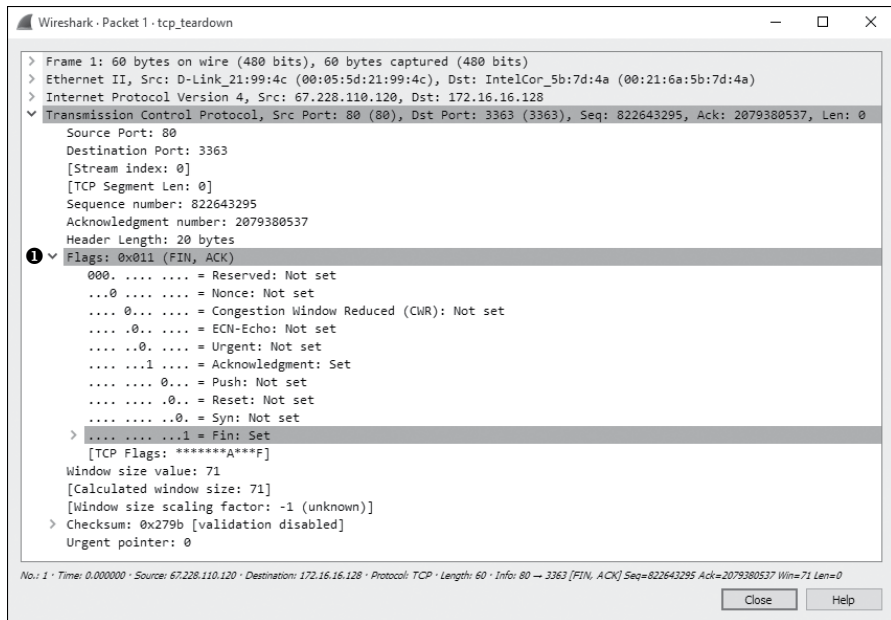 Wireshark · Packet 1 · tcp_teardown
Frame 1: 60 bytes on wire (480 bits), 60 bytes captured (480 bits)
Ethernet II, Src: D-Link_21:99:4c (00:05:5d:21:99:4c), Dst: IntelCor_5b:7d:4a (00:21:6a:5b:7d:4a)
Internet Protocol Version 4, Src: 67.228.110.120, Dst: 172.16.16.128
Transmission Control Protocol, Src Port: 80 (80), Dst Port: 3363 (3363), Seq: 822643295, Ack: 2079380537, Len: 0
Source Port: 80
Destination Port: 3363
[Stream index: 0]
[TCP Segment Len: 0]
Sequence number: 822643295
Acknowledgment number: 2079380537
Header Length: 20 bytes
❶ Flags: 0x011 (FIN, ACK)
000. .... .... = Reserved: Not set
...0 .... .... = Nonce: Not set
.... 0... .... = Congestion Window Reduced (CWR): Not set
.... .0.. .... = ECN-Echo: Not set
.... ..0. .... = Urgent: Not set
.... ...1 .... = Acknowledgment: Set
.... .... 0... = Push: Not set
.... .... .0.. = Reset: Not set
.... .... ..0. = Syn: Not set
.... .... ...1 = Fin: Set
[TCP Flags: *******A***F]
Window size value: 71
[Calculated window size: 71]
[Window size scaling factor: -1 (unknown)]
Checksum: 0x279b [validation disabled]
Urgent pointer: 0
No.: 1 · Time: 0.000000 · Source: 67.228.110.120 · Destination: 172.16.16.128 · Protocol: TCP · Length: 60 · Info: 80 → 3363 [FIN, ACK] Seq=822643295 Ack=2079380537 Win=71 Len=0
Close Help